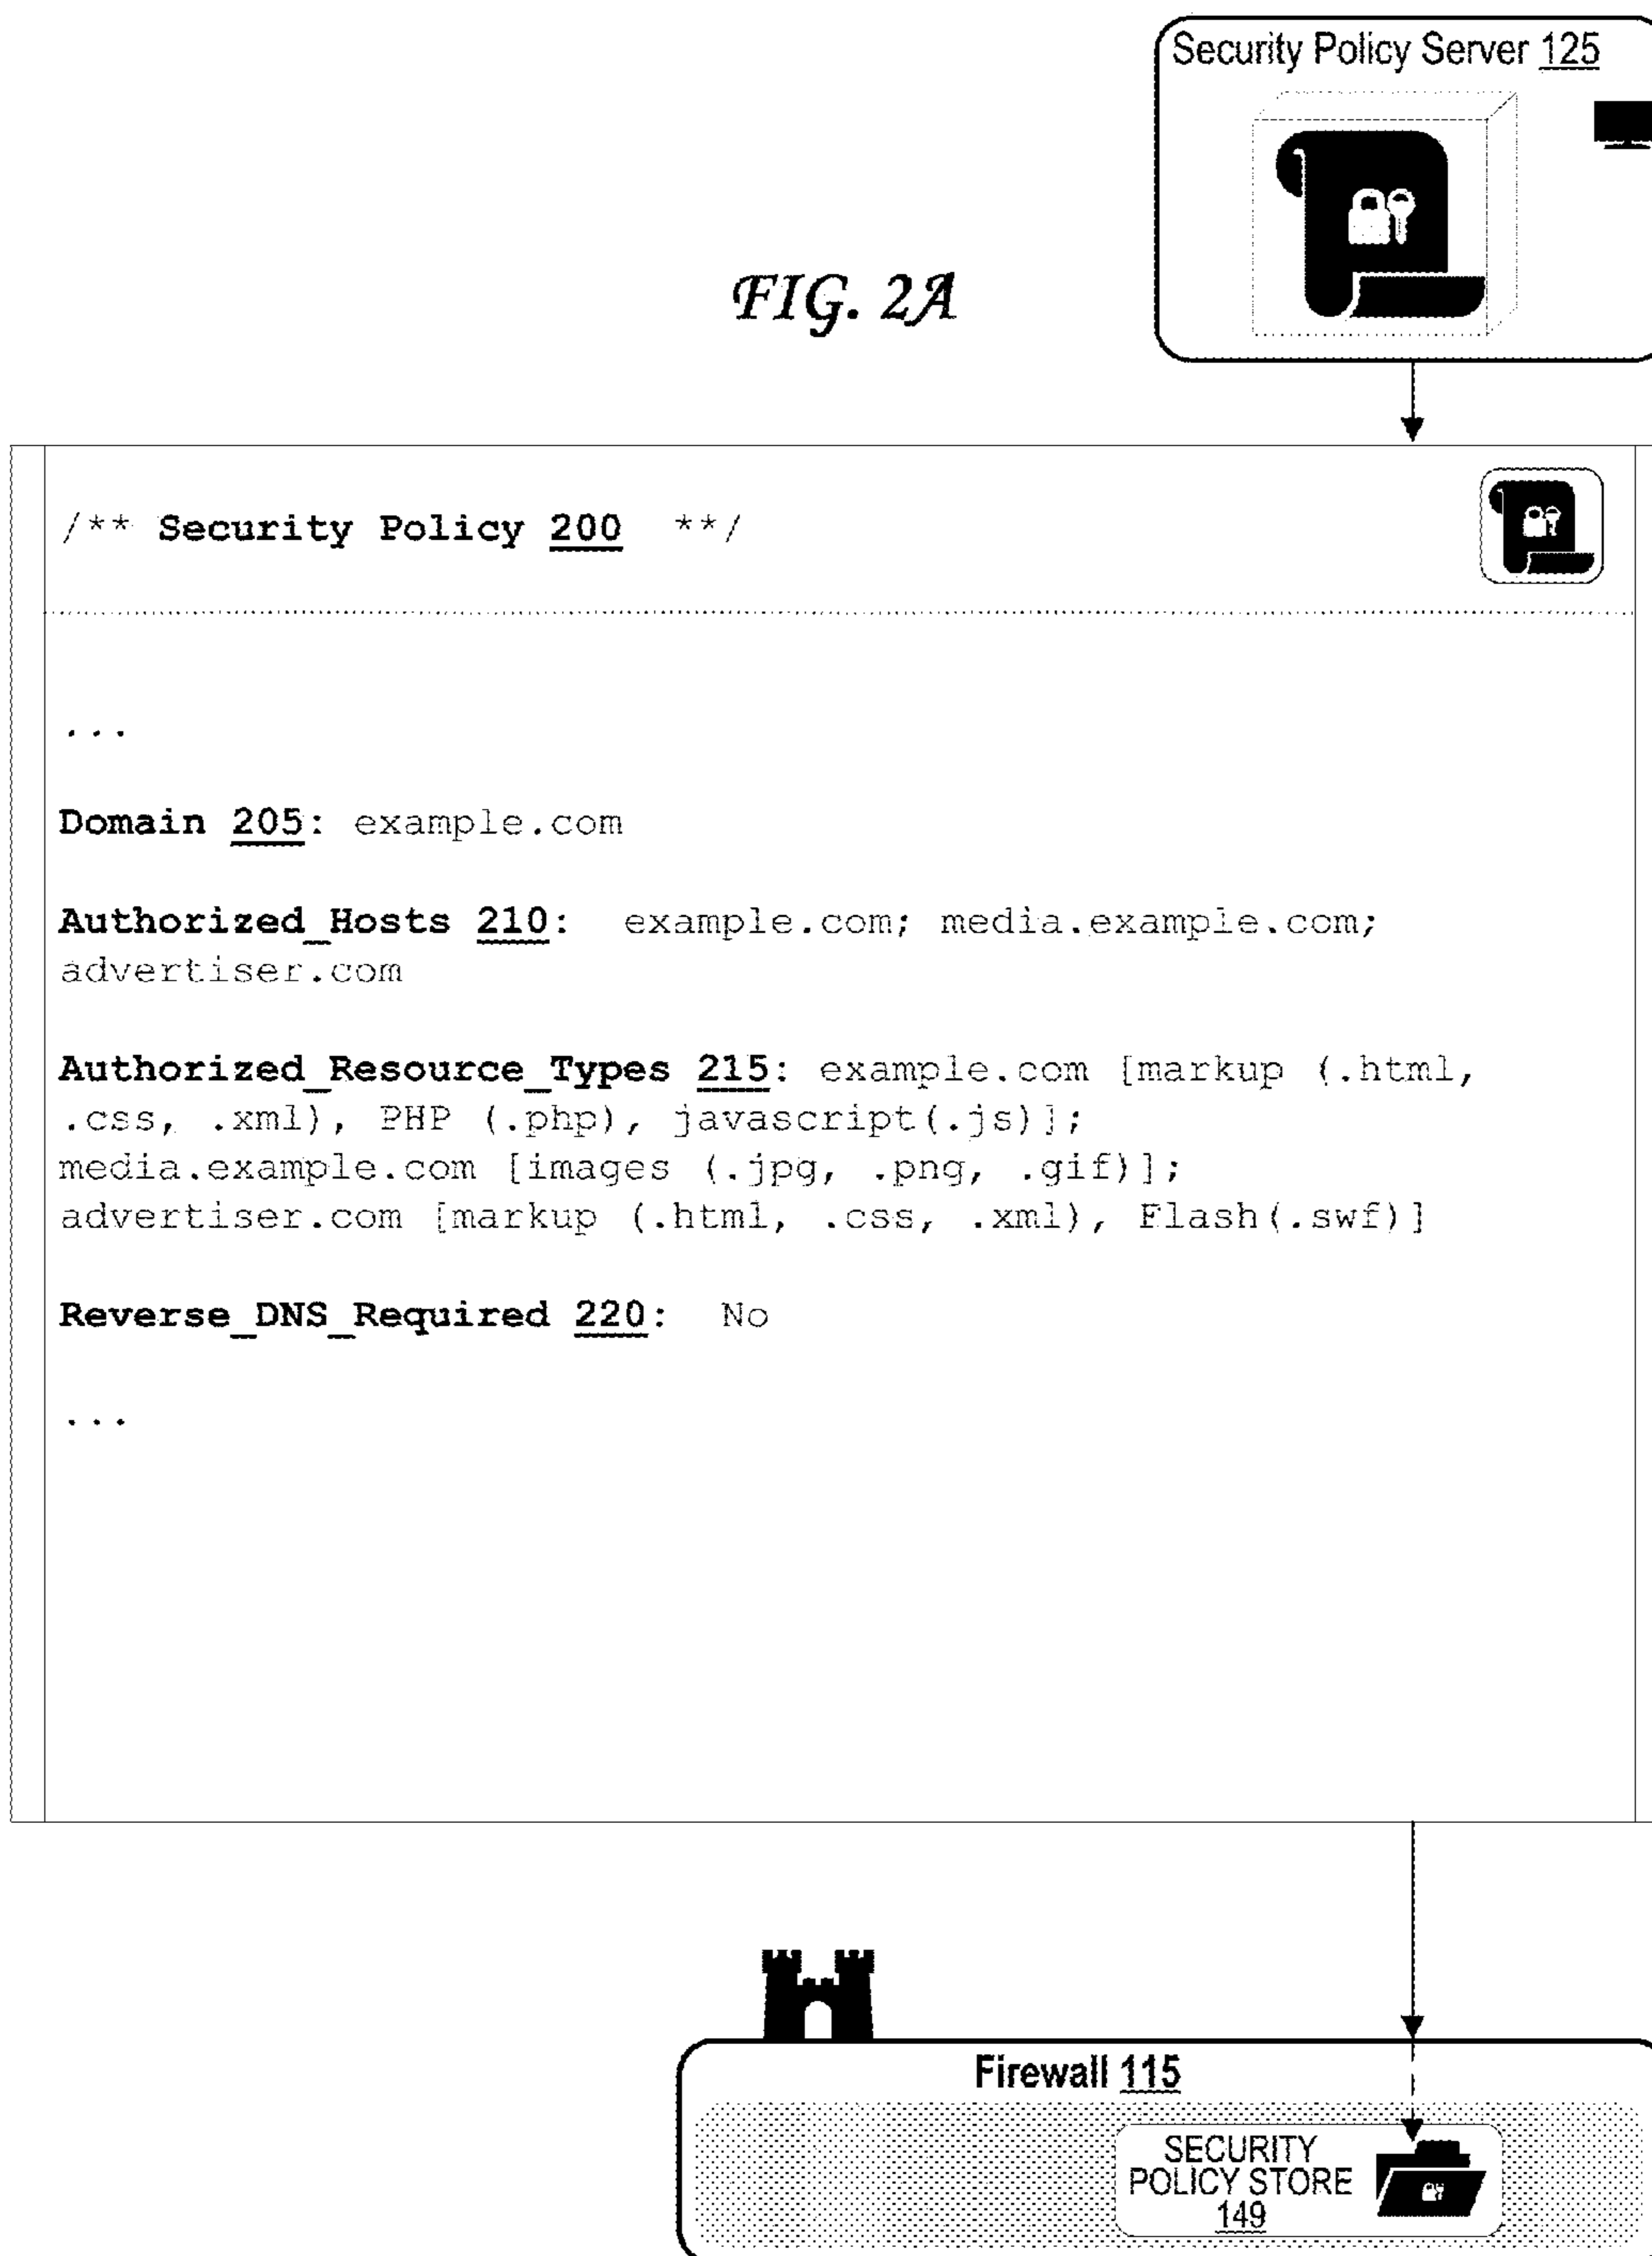 Security Policy Server 125
FIG. 2A
/** Security Policy 200 **/
...
Domain 205: example.com
Authorized_Hosts 210: example.com; media.example.com;
advertiser.com
Authorized_Resource_Types 215: example.com [markup (.html,
.css, .xml), PHP (.php), javascript(.js)];
media.example.com [images (.jpg, .png, .gif)];
advertiser.com [markup (.html, .css, .xml), Flash(.swf)]
Reverse_DNS_Required 220: No
...
Firewall 115
SECURITY
POLICY STORE
149